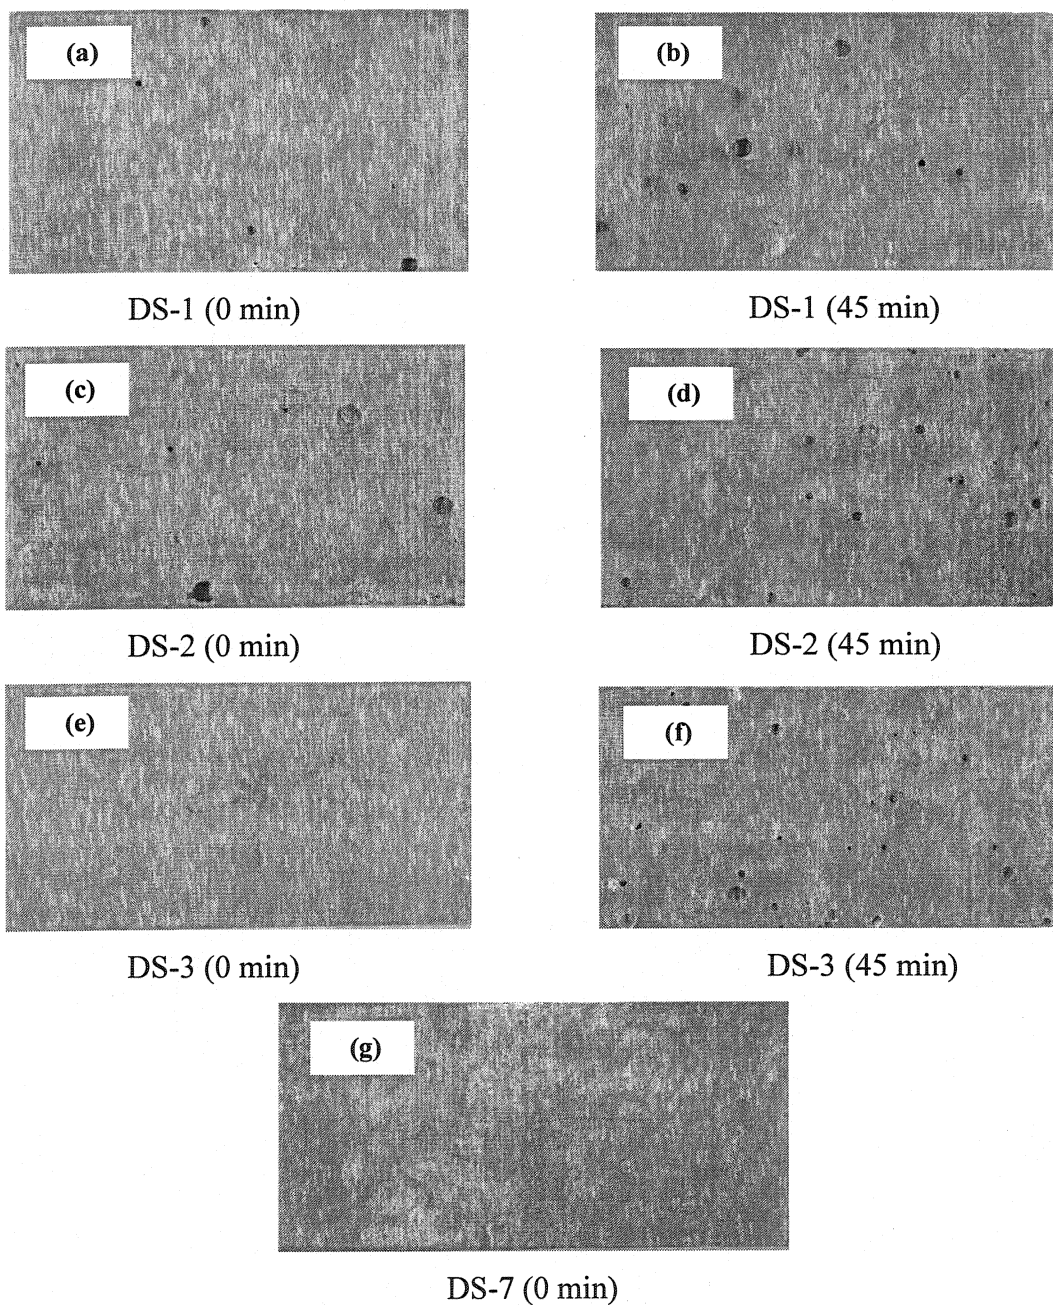 (a)
(b)
DS-1 (0 min)
DS-1 (45 min)
(c)
(d)
DS-2 (0 min)
DS-2 (45 min)
(e)
(f)
DS-3 (0 min)
DS-3 (45 min)
(g)
DS-7 (0 min)